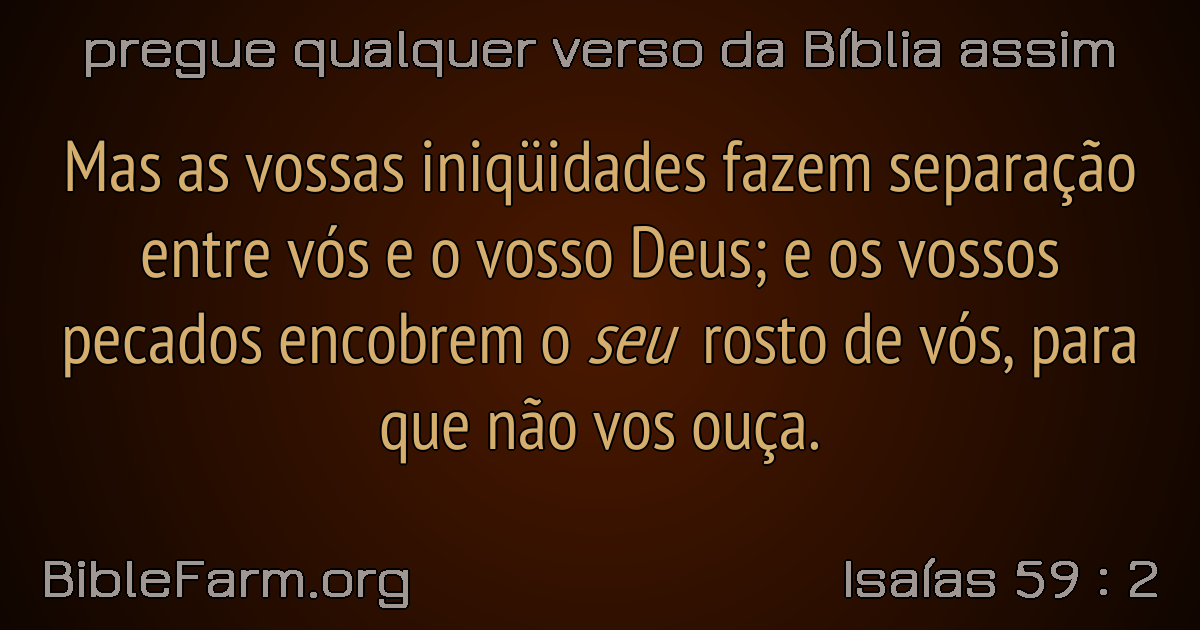 pregue qualquer verso da Bíblia assim
Mas as vossas iniqüidades fazem separação
entre vós e o vosso Deus; e os vossos
pecados encobrem o seu rosto de vós, para
que não vos ouça.
BibleFarm.org
Isaías 59 : 2